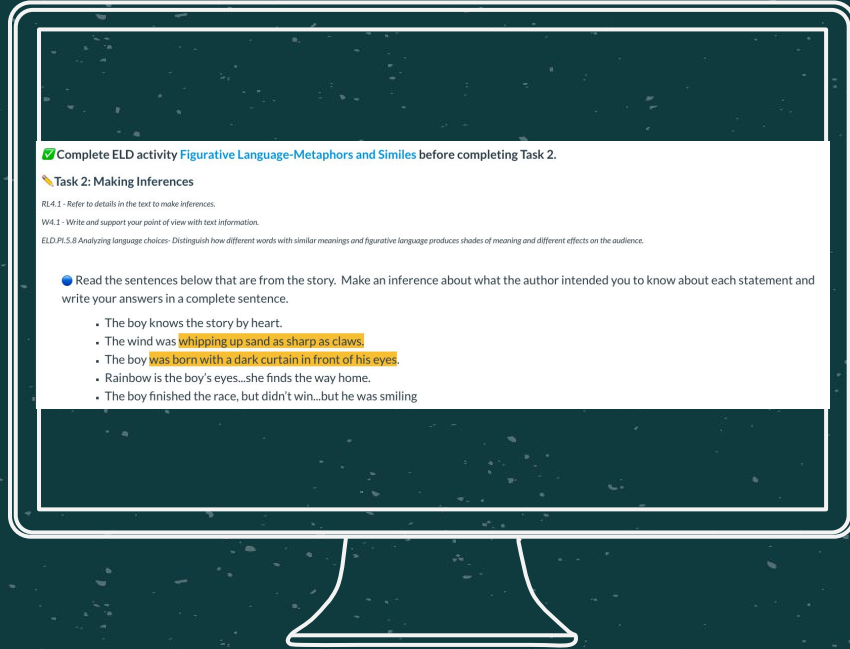 ✅Complete ELD activity Figurative Language-Metaphors and Similes before completing Task 2.
✏️Task 2: Making Inferences
RL4.1 - Refer to details in the text to make inferences.
W4.1 - Write and support your point of view with text information.
ELD.PI.5.8 Analyzing language choices- Distinguish how different words with similar meanings and figurative language produces shades of meaning and different effects on the audience.
🔵 Read the sentences below that are from the story. Make an inference about what the author intended you to know about each statement and
write your answers in a complete sentence.
• The boy knows the story by heart.
• The wind was whipping up sand as sharp as claws.
• The boy was born with a dark curtain in front of his eyes.
• Rainbow is the boy's eyes...she finds the way home.
• The boy finished the race, but didn't win...but he was smiling